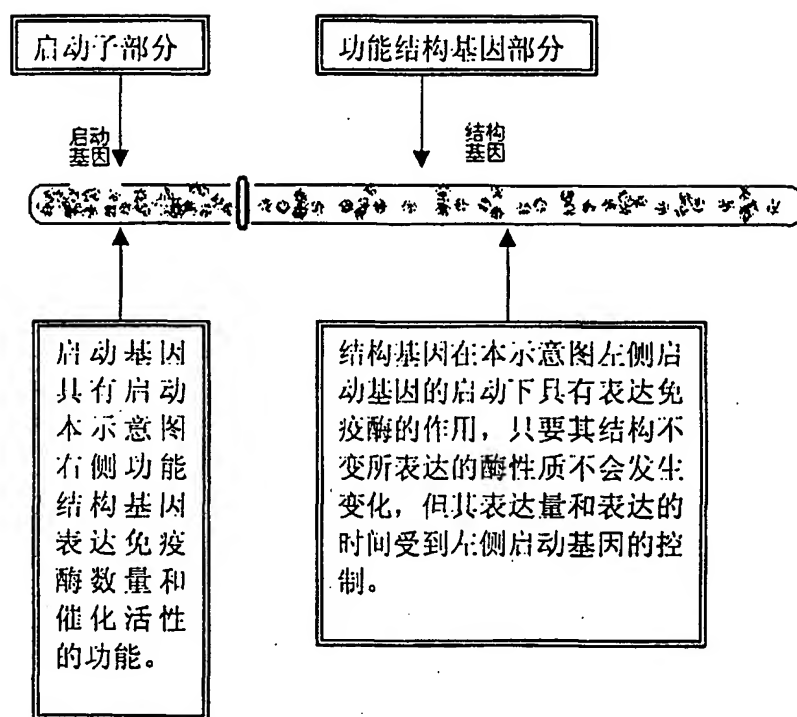 启动子部分
功能结构基因部分
启动
基因
结构
基因
启动基因
具有启动
本示意图
右侧功能
结构基因
表达免疫
酶数量和
催化活性
的功能。
结构基因在本示意图左侧启
动基因的启动下具有表达免
疫酶的作用，只要其结构不
变所表达的酶性质不会发生
变化，但其表达量和表达的
时间受到左侧启动基因的控
制。